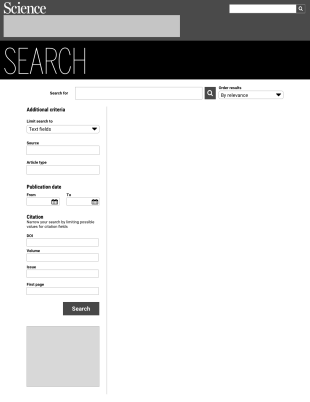 Science
SEARCH
Search for
Order results
By relevance
Additional criteria
Limit search to
Text fields
Source
Article type
Publication date
From
To
Citation
Narrow your search by limiting possible
values for citation fields
DOI
Volume
Issue
First page
Search